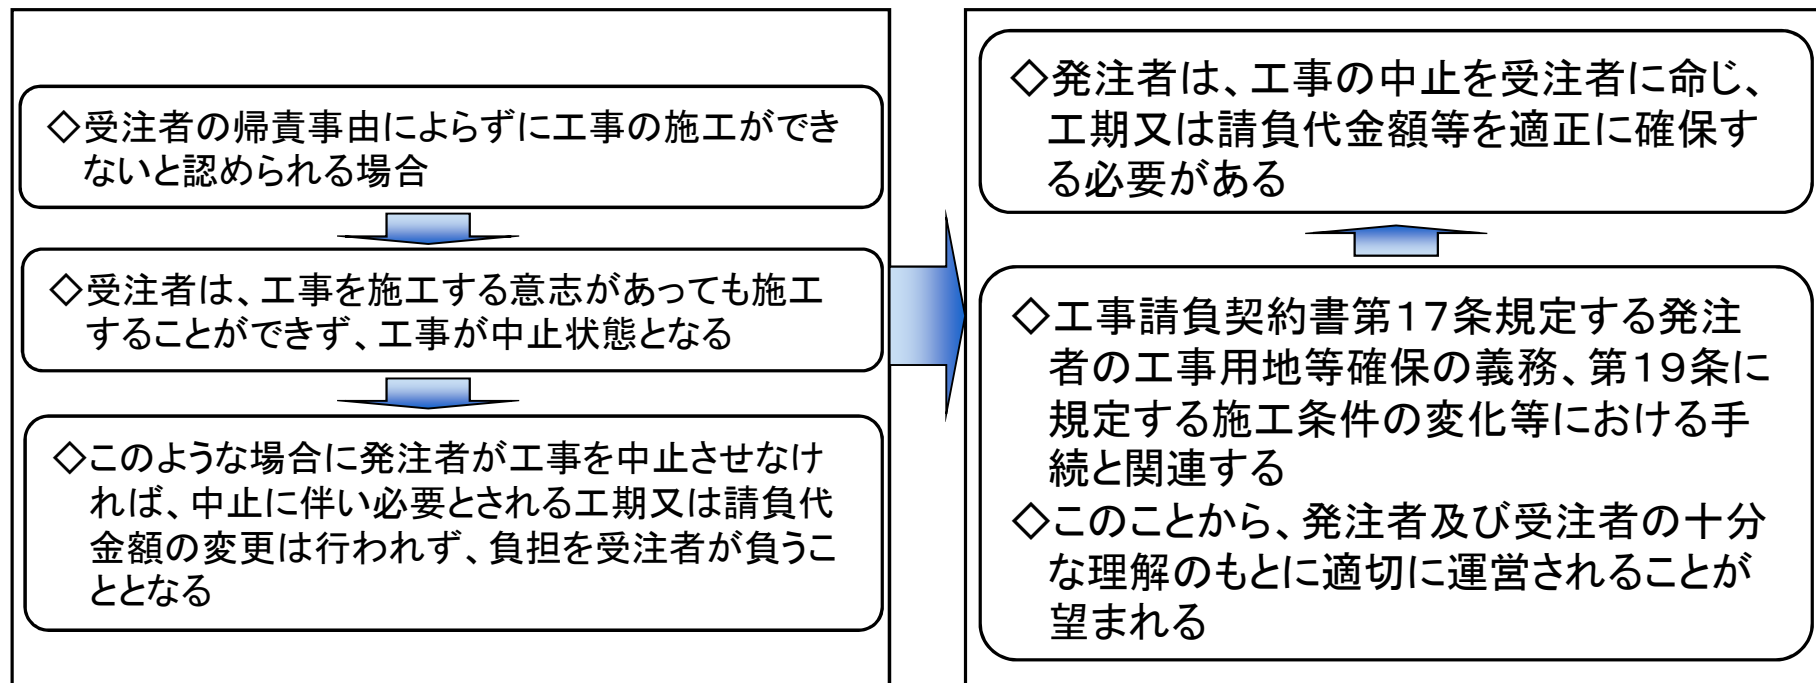 ◇受注者の帰責事由によらずに工事の施工ができ
ないと認められる場合
◇受注者は、工事を施工する意志があっても施工
することができず、工事が中止状態となる
◇このような場合に発注者が工事を中止させなけ
れば、中止に伴い必要とされる工期又は請負代
金額の変更は行われず、負担を受注者が負うこ
ととなる
◇発注者は、工事の中止を受注者に命じ、
工期又は請負代金額等を適正に確保す
る必要がある
◇工事請負契約書第１７条規定する発注
者の工事用地等確保の義務、第１９条に
規定する施工条件の変化等における手
続と関連する
◇このことから、発注者及び受注者の十分
な理解のもとに適切に運営されることが
望まれる